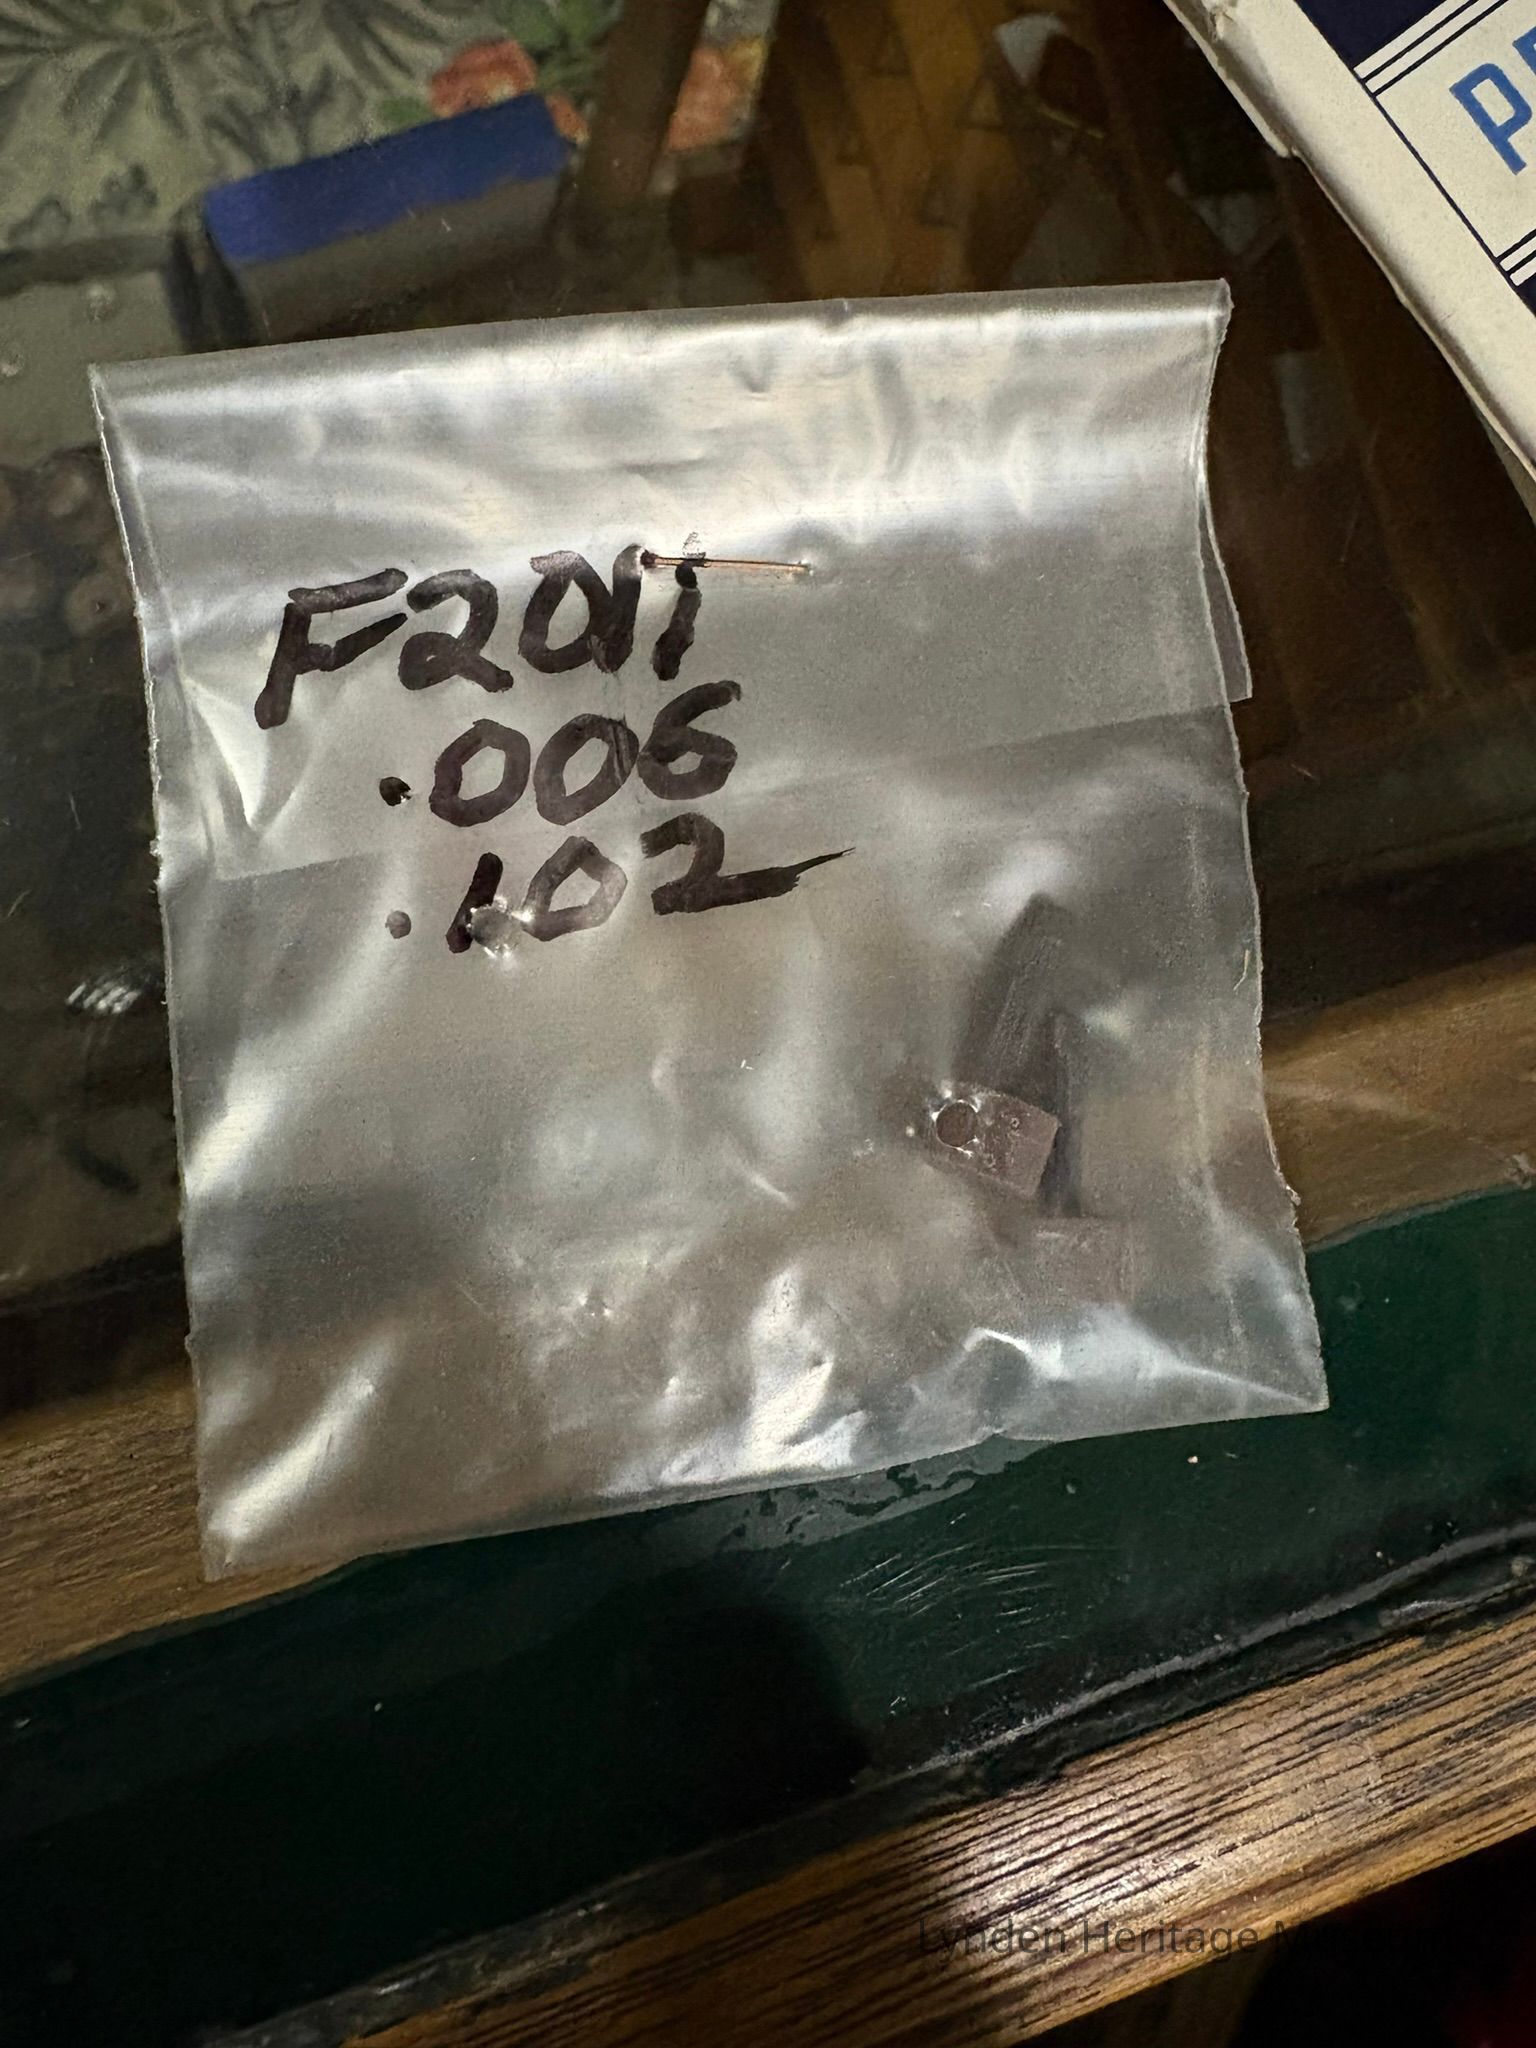 F2017
.006
.102
Lynden Heritage